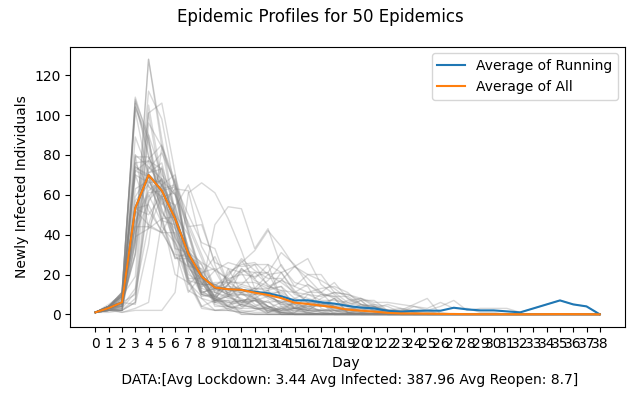 Epidemic Profiles for 50 Epidemics
Average of Running
Average of All
Newly Infected Individuals
120
100
80
60
40
20
0
0 1 2 3 4 5 6 7 8 9 10 11 12 13 14 15 16 17 18 19 20 21 22 23 24 25 26 27 28 29 30 31 32 33 34 35 36 37 38
Day
DATA:[Avg Lockdown: 3.44 Avg Infected: 387.96 Avg Reopen: 8.7]